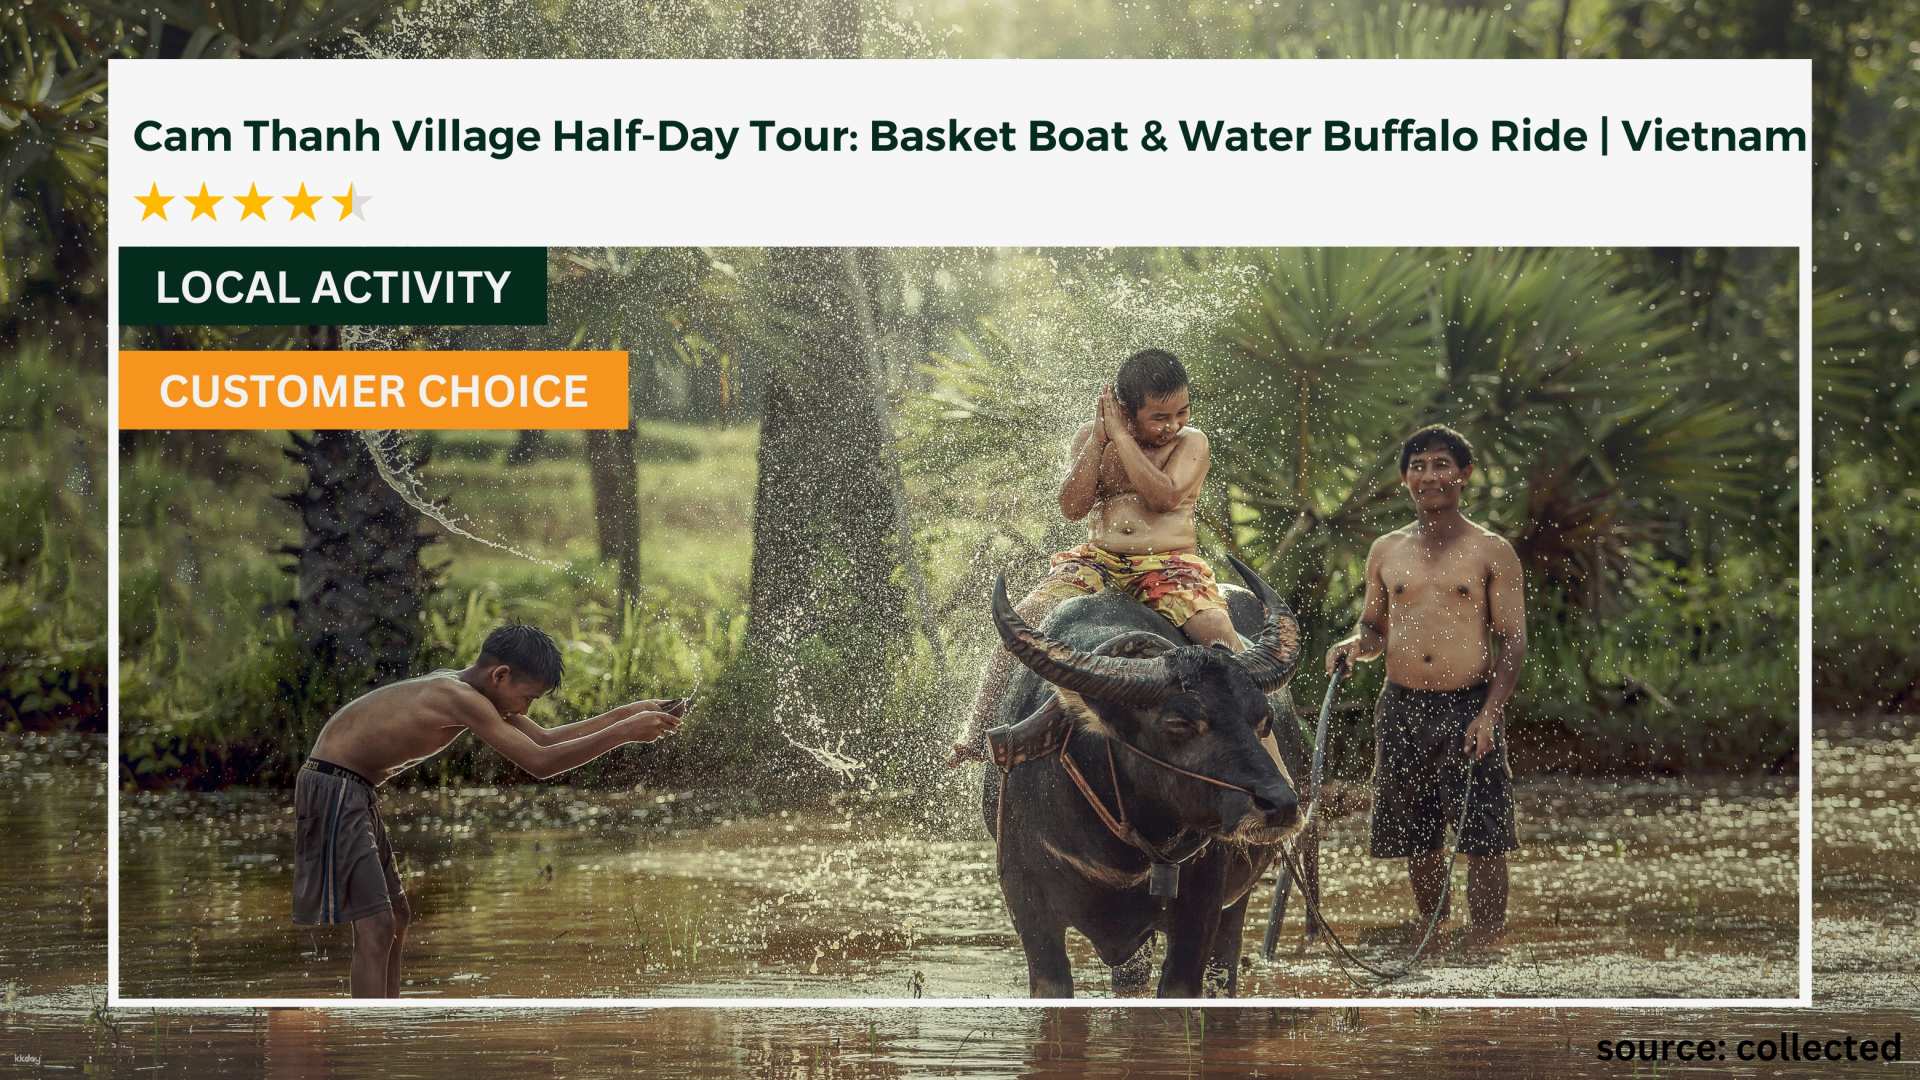 Cam Thanh Village Half-Day Tour: Basket Boat & Water Buffalo Ride | Vietnam
LOCAL ACTIVITY
CUSTOMER CHOICE
source: collected
kkday